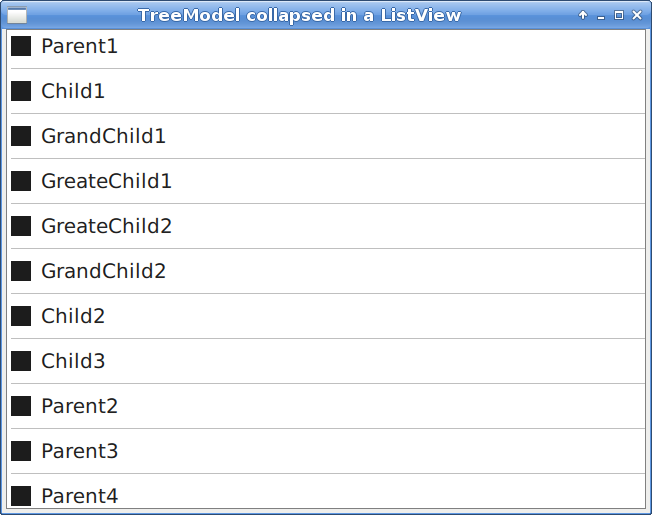 TreeModel collapsed in a ListView
Parent1
Child1
GrandChild1
GreateChild1
GreateChild2
GrandChild2
Child2
Child3
Parent2
Parent3
Parent4